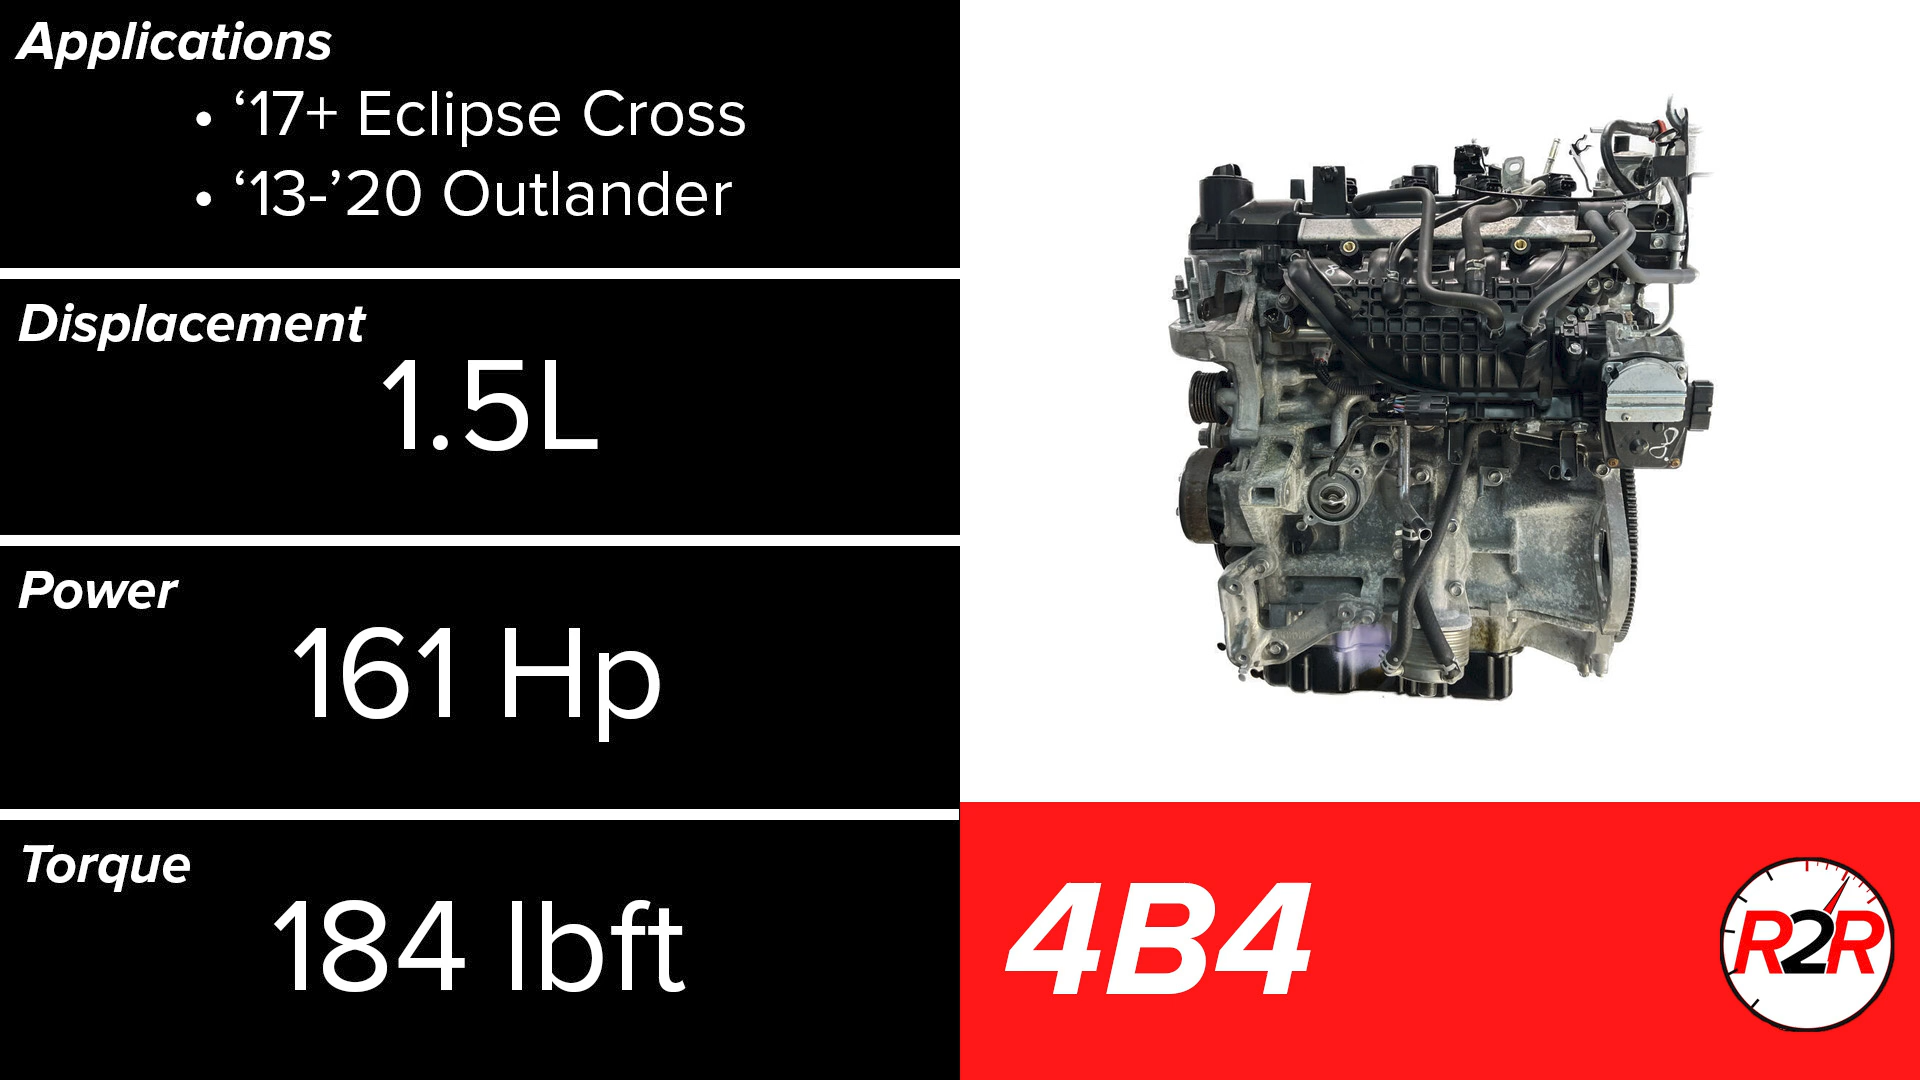 Applications
• ‘17+ Eclipse Cross
• ‘13-’20 Outlander
Displacement
1.5L
Power
161 Hp
Torque
184 lbft
4B4
R2R